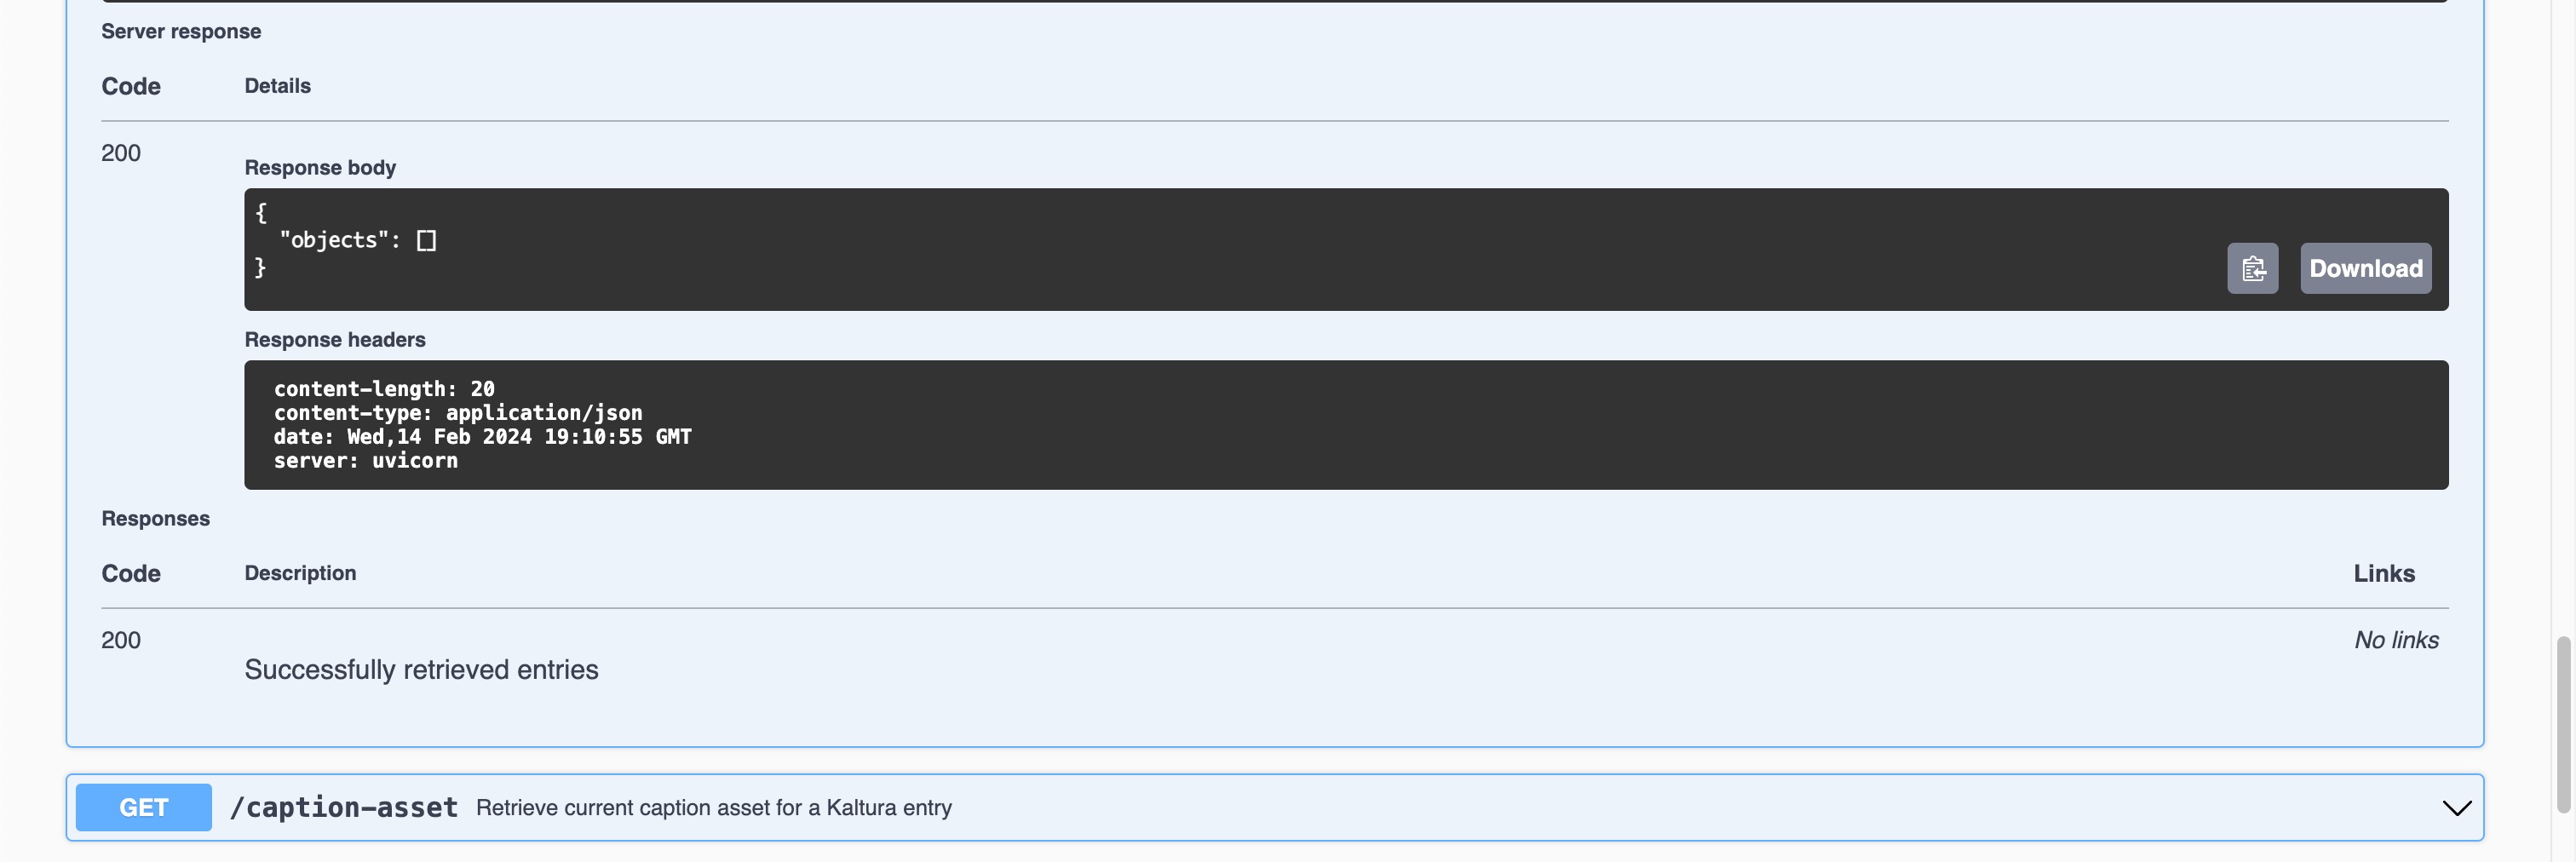 Server response
Code Details
200
Response body
{
"objects": []
}
Download
Response headers
content-length: 20
content-type: application/json
date: Wed,14 Feb 2024 19:10:55 GMT
server: uvicorn
Responses
Code Description Links
200 No links
Successfully retrieved entries
GET /caption-asset Retrieve current caption asset for a Kaltura entry